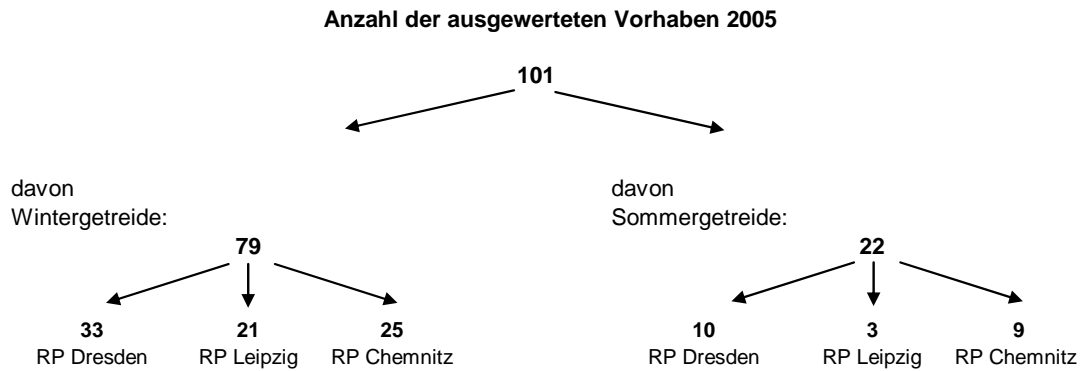 Anzahl der ausgewerteten Vorhaben 2005
101
davon
Wintergetreide:
79
33
RP Dresden
21
RP Leipzig
25
RP Chemnitz
davon
Sommergetreide:
22
10
RP Dresden
3
RP Leipzig
9
RP Chemnitz